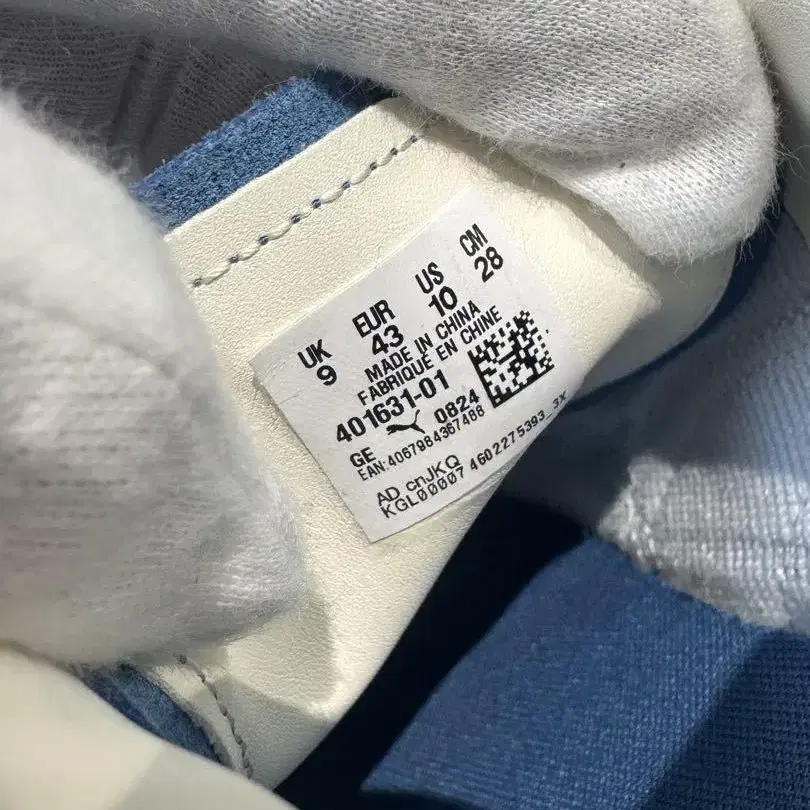 UK EUR US CM
9 43 10 28
MADE IN CHINA
FABRIQUÉ EN CHINE
401631-01
GE 0824
EAN:4067984367488
AD cnJKQ
KGL00007 4602275393_3X